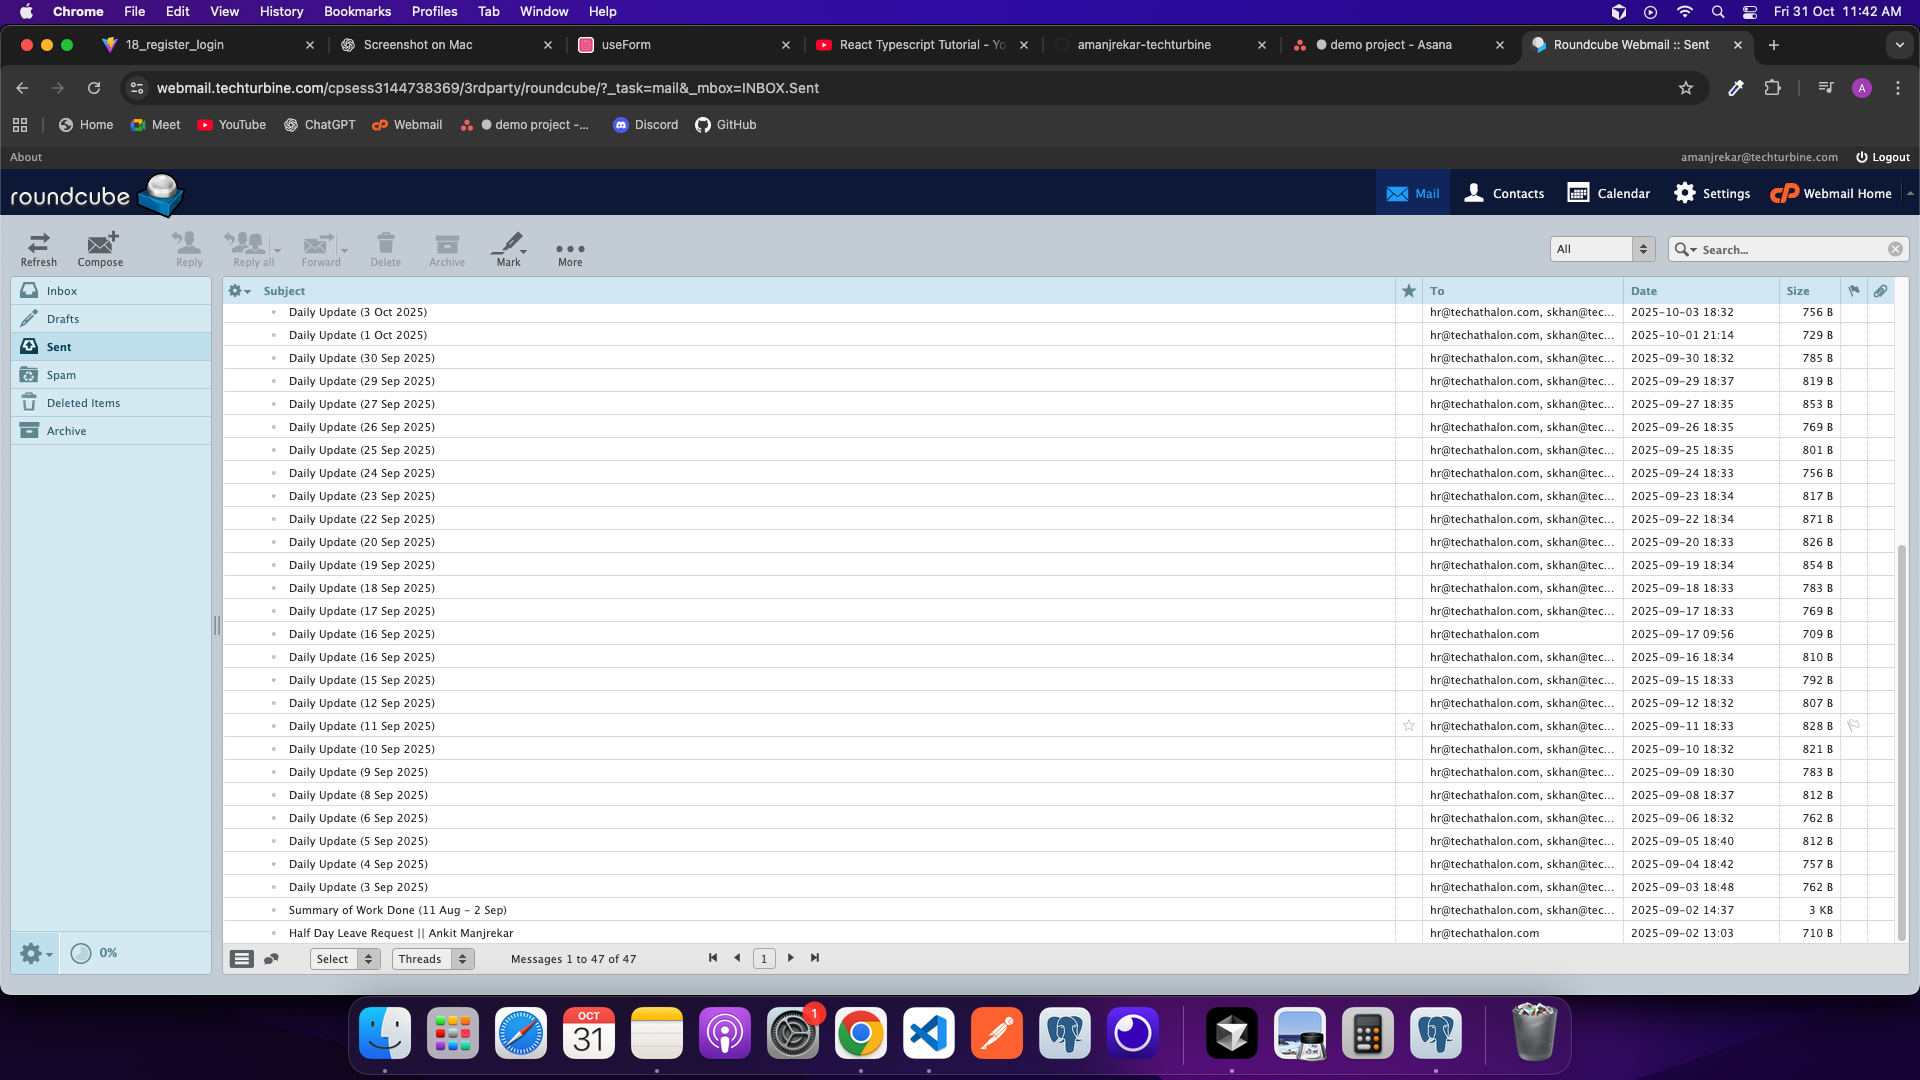 Chrome File Edit View History Bookmarks Profiles Tab Window Help Fri 31 Oct 11:42 AM
18_register_login Screenshot on Mac useForm React Typescript Tutorial - Yo amanjrekar-techturbine demo project - Asana Roundcube Webmail :: Sent
webmail.techturbine.com/cpsess3144738369/3rdparty/roundcube/?_task=mail&_mbox=INBOX.Sent A
Home Meet YouTube ChatGPT Webmail demo project -... Discord GitHub
About amanjrekar@techturbine.com Logout
roundcube Mail Contacts Calendar Settings cP Webmail Home
Refresh Compose Reply Reply all Forward Delete Archive Mark More All Search...
Inbox
Drafts
Sent
Spam
Deleted Items
Archive
0%
Subject To Date Size
Daily Update (3 Oct 2025) hr@techathalon.com, skhan@tec... 2025-10-03 18:32 756 B
Daily Update (1 Oct 2025) hr@techathalon.com, skhan@tec... 2025-10-01 21:14 729 B
Daily Update (30 Sep 2025) hr@techathalon.com, skhan@tec... 2025-09-30 18:32 785 B
Daily Update (29 Sep 2025) hr@techathalon.com, skhan@tec... 2025-09-29 18:37 819 B
Daily Update (27 Sep 2025) hr@techathalon.com, skhan@tec... 2025-09-27 18:35 853 B
Daily Update (26 Sep 2025) hr@techathalon.com, skhan@tec... 2025-09-26 18:35 769 B
Daily Update (25 Sep 2025) hr@techathalon.com, skhan@tec... 2025-09-25 18:35 801 B
Daily Update (24 Sep 2025) hr@techathalon.com, skhan@tec... 2025-09-24 18:33 756 B
Daily Update (23 Sep 2025) hr@techathalon.com, skhan@tec... 2025-09-23 18:34 817 B
Daily Update (22 Sep 2025) hr@techathalon.com, skhan@tec... 2025-09-22 18:34 871 B
Daily Update (20 Sep 2025) hr@techathalon.com, skhan@tec... 2025-09-20 18:33 826 B
Daily Update (19 Sep 2025) hr@techathalon.com, skhan@tec... 2025-09-19 18:34 854 B
Daily Update (18 Sep 2025) hr@techathalon.com, skhan@tec... 2025-09-18 18:33 783 B
Daily Update (17 Sep 2025) hr@techathalon.com, skhan@tec... 2025-09-17 18:33 769 B
Daily Update (16 Sep 2025) hr@techathalon.com 2025-09-17 09:56 709 B
Daily Update (16 Sep 2025) hr@techathalon.com, skhan@tec... 2025-09-16 18:34 810 B
Daily Update (15 Sep 2025) hr@techathalon.com, skhan@tec... 2025-09-15 18:33 792 B
Daily Update (12 Sep 2025) hr@techathalon.com, skhan@tec... 2025-09-12 18:32 807 B
Daily Update (11 Sep 2025) hr@techathalon.com, skhan@tec... 2025-09-11 18:33 828 B
Daily Update (10 Sep 2025) hr@techathalon.com, skhan@tec... 2025-09-10 18:32 821 B
Daily Update (9 Sep 2025) hr@techathalon.com, skhan@tec... 2025-09-09 18:30 783 B
Daily Update (8 Sep 2025) hr@techathalon.com, skhan@tec... 2025-09-08 18:37 812 B
Daily Update (6 Sep 2025) hr@techathalon.com, skhan@tec... 2025-09-06 18:32 762 B
Daily Update (5 Sep 2025) hr@techathalon.com, skhan@tec... 2025-09-05 18:40 812 B
Daily Update (4 Sep 2025) hr@techathalon.com, skhan@tec... 2025-09-04 18:42 757 B
Daily Update (3 Sep 2025) hr@techathalon.com, skhan@tec... 2025-09-03 18:48 762 B
Summary of Work Done (11 Aug - 2 Sep) hr@techathalon.com, skhan@tec... 2025-09-02 14:37 3 KB
Half Day Leave Request || Ankit Manjrekar hr@techathalon.com 2025-09-02 13:03 710 B
Select Threads Messages 1 to 47 of 47 1
OCT
31
1